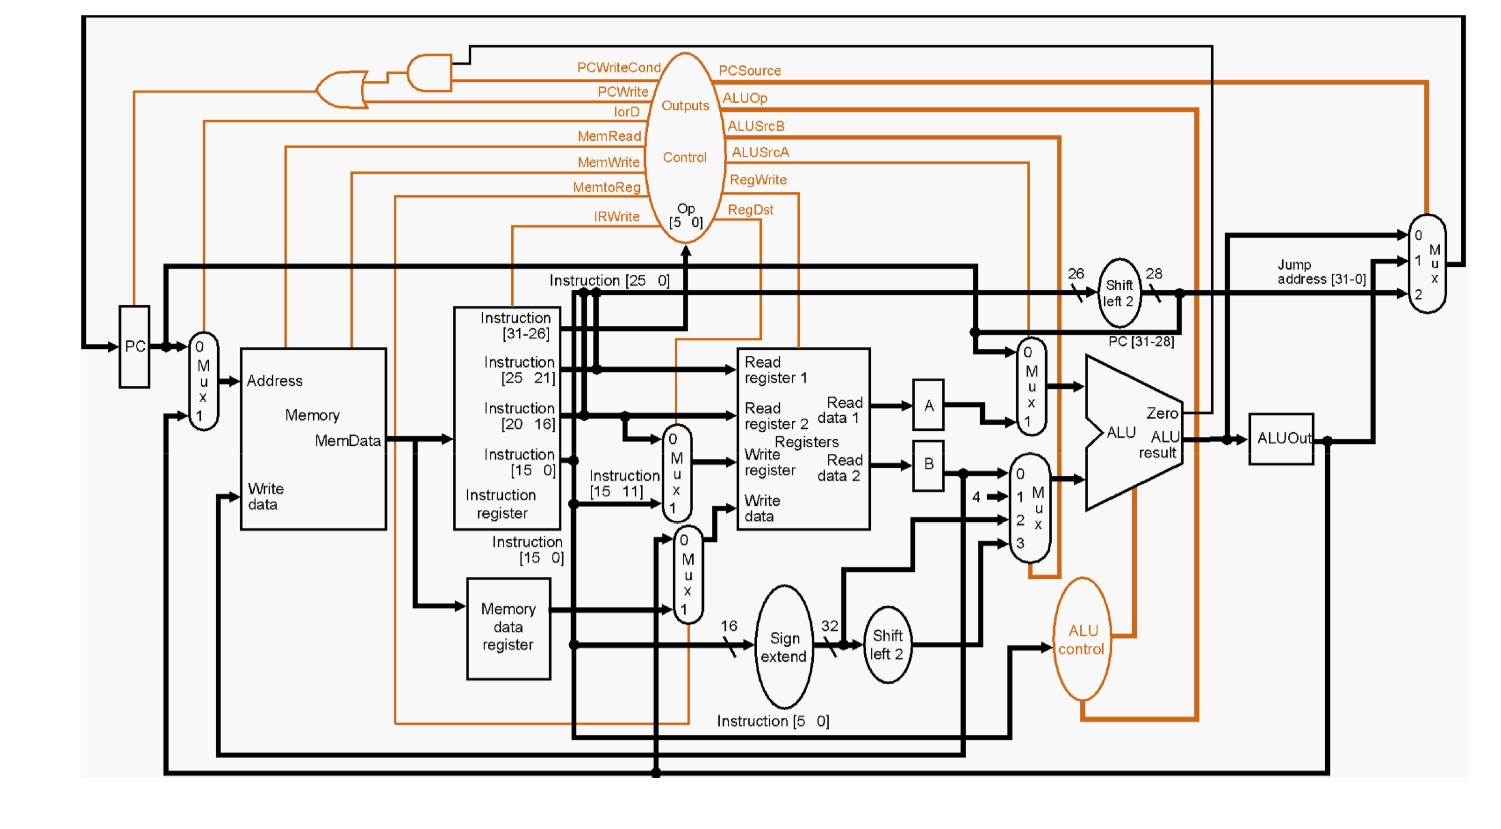 PCWriteCond
PCSource
PCWrite
ALUOp
IorD
Outputs
ALUSrcB
MemRead
Control
ALUSrcA
MemWrite
RegWrite
MemtoReg
Op
[5 0]
RegDst
IRWrite
Instruction [25 0]
26
Shift
left 2
28
Jump
address [31-0]
0
1
2
M
u
x
PC [31-28]
PC
0
M
u
x
1
Address
Memory
MemData
Write
data
Instruction
[31-26]
Instruction
[25 21]
Instruction
[20 16]
Instruction
[15 0]
Instruction
register
Instruction
[15 0]
Instruction
[15 11]
0
M
u
x
1
Read
register 1
Read
register 2
Registers
Write
register
Write
data
Read
data 1
Read
data 2
A
B
4
0
M
u
x
1
0
1
2
3
M
u
x
Zero
ALU
ALU
result
ALUOut
0
M
u
x
1
Memory
data
register
16
Sign
extend
32
Shift
left 2
ALU
control
Instruction [5 0]